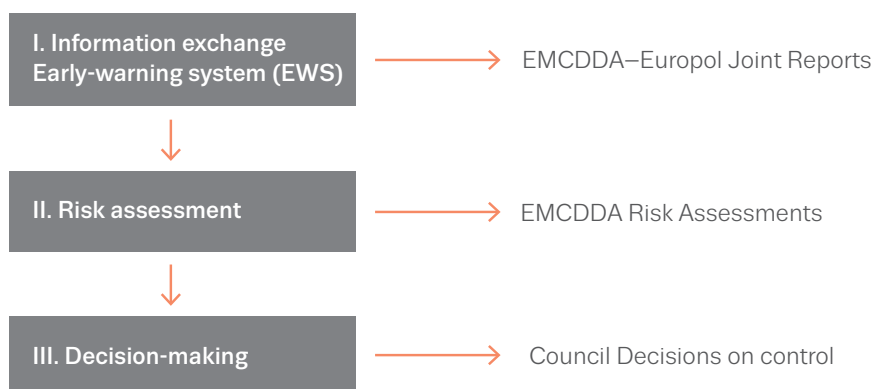 I. Information exchange
Early-warning system (EWS)
EMCDDA–Europol Joint Reports
II. Risk assessment
EMCDDA Risk Assessments
III. Decision-making
Council Decisions on control